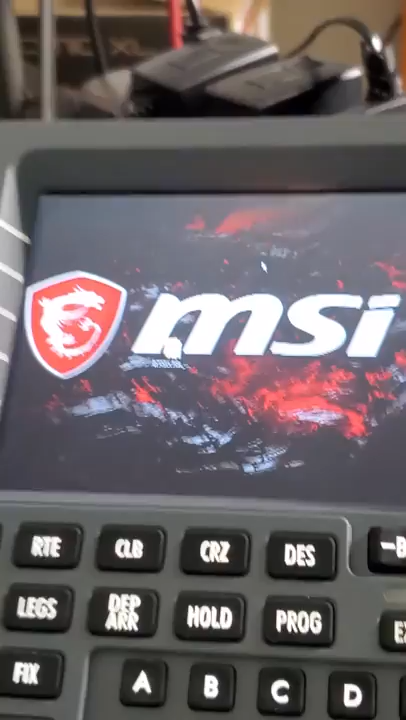 msi
RTE CLB CRZ DES
LEGS DEP ARR HOLD PROG
FIX
A B C D